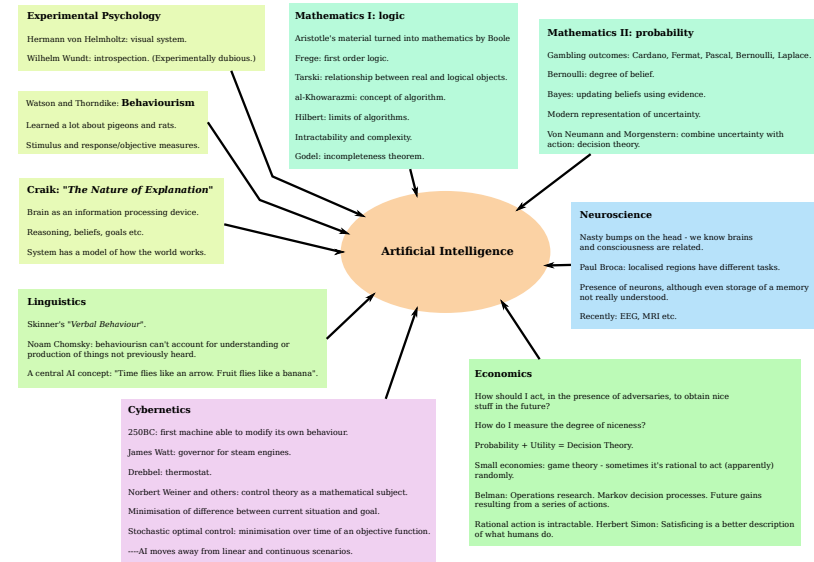 Experimental Psychology
Hermann von Helmholtz: visual system.
Wilhelm Wundt: introspection. (Experimentally dubious.)
Mathematics I: logic
Aristotle's material turned into mathematics by Boole
Frege: first order logic.
Tarski: relationship between real and logical objects.
al-Khowarazmi: concept of algorithm.
Hilbert: limits of algorithms.
Intractability and complexity.
Godel: incompleteness theorem.
Mathematics II: probability
Gambling outcomes: Cardano, Fermat, Pascal, Bernoulli, Laplace.
Bernoulli: degree of belief.
Bayes: updating beliefs using evidence.
Modern representation of uncertainty.
Von Neumann and Morgenstern: combine uncertainty with
action: decision theory.
Watson and Thorndike: Behaviourism
Learned a lot about pigeons and rats.
Stimulus and response/objective measures.
Craik: "The Nature of Explanation"
Brain as an information processing device.
Reasoning, beliefs, goals etc.
System has a model of how the world works.
Artificial Intelligence
Neuroscience
Nasty bumps on the head - we know brains
and consciousness are related.
Paul Broca: localised regions have different tasks.
Presence of neurons, although even storage of a memory
not really understood.
Recently: EEG, MRI etc.
Linguistics
Skinner's "Verbal Behaviour".
Noam Chomsky: behaviourisn can't account for understanding or
production of things not previously heard.
A central AI concept: "Time flies like an arrow. Fruit flies like a banana".
Cybernetics
250BC: first machine able to modify its own behaviour.
James Watt: governor for steam engines.
Drebbel: thermostat.
Norbert Weiner and others: control theory as a mathematical subject.
Minimisation of difference between current situation and goal.
Stochastic optimal control: minimisation over time of an objective function.
----AI moves away from linear and continuous scenarios.
Economics
How should I act, in the presence of adversaries, to obtain nice
stuff in the future?
How do I measure the degree of niceness?
Probability + Utility = Decision Theory.
Small economies: game theory - sometimes it's rational to act (apparently)
randomly.
Belman: Operations research. Markov decision processes. Future gains
resulting from a series of actions.
Rational action is intractable. Herbert Simon: Satisficing is a better description
of what humans do.